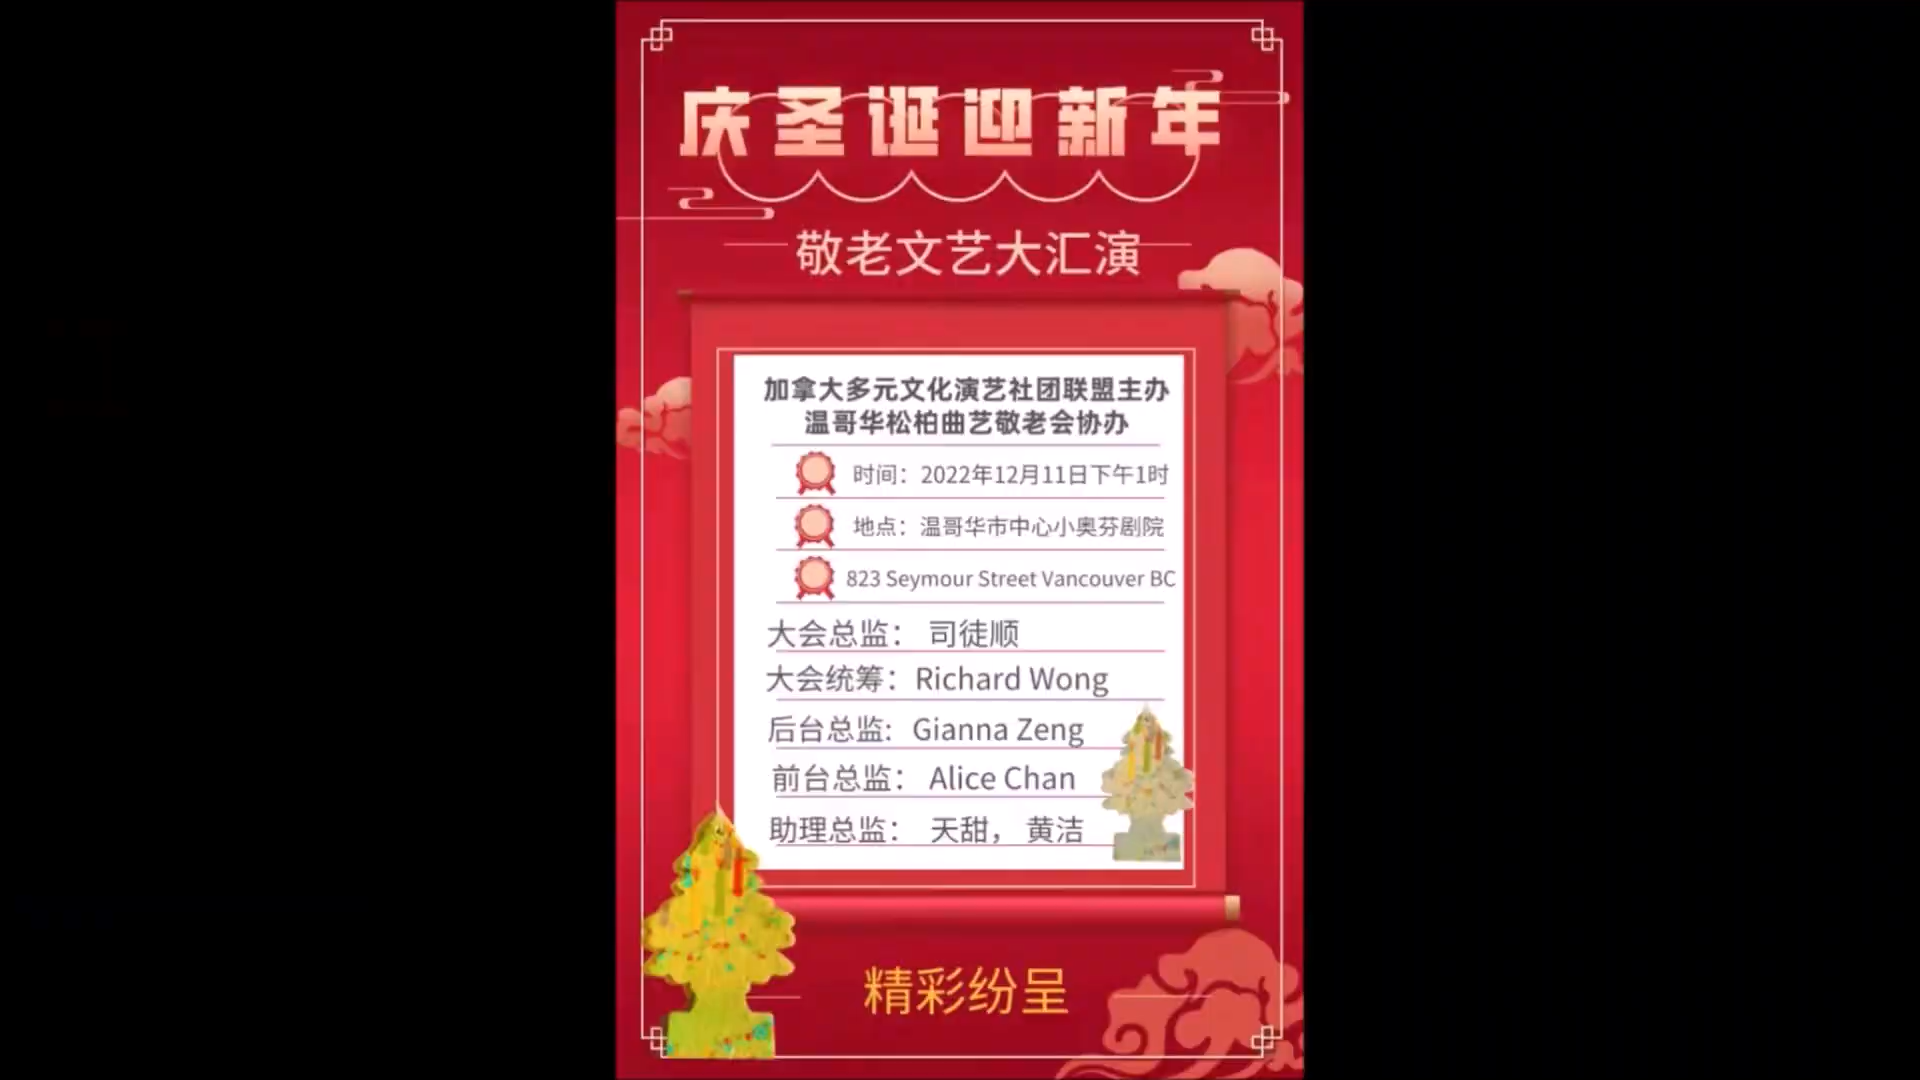 庆圣诞迎新年
敬老文艺大汇演
加拿大多元文化演艺社团联盟主办
温哥华松柏曲艺敬老会协办
时间：2022年12月11日下午1时
地点：温哥华市中心小奥芬剧院
823 Seymour Street Vancouver BC
大会总监： 司徒顺
大会统筹：Richard Wong
后台总监：Gianna Zeng
前台总监： Alice Chan
助理总监： 天甜， 黄洁
精彩纷呈